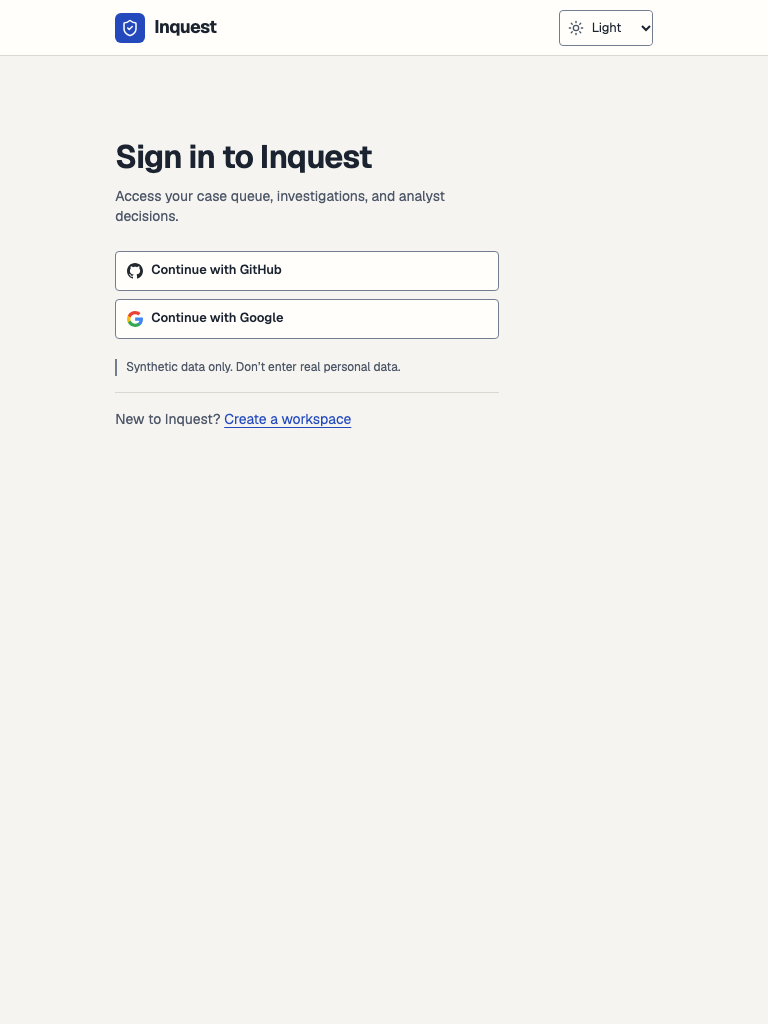 Inquest
Light
Sign in to Inquest
Access your case queue, investigations, and analyst
decisions.
Continue with GitHub
Continue with Google
Synthetic data only. Don’t enter real personal data.
New to Inquest? Create a workspace